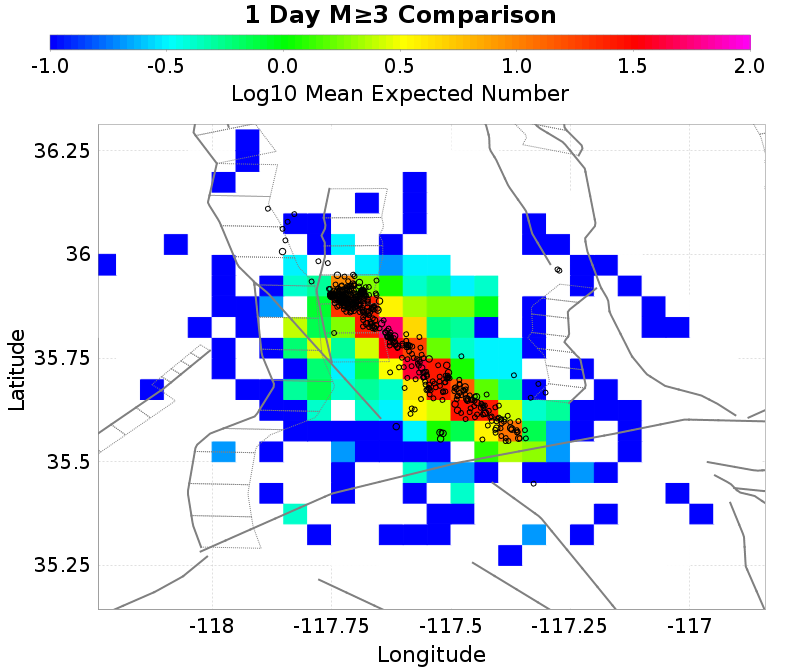 1 Day M≥3 Comparison
-1.0 -0.5 0.0 0.5 1.0 1.5 2.0
Log10 Mean Expected Number
36.25
36
35.75
35.5
35.25
Latitude
-118 -117.75 -117.5 -117.25 -117
Longitude